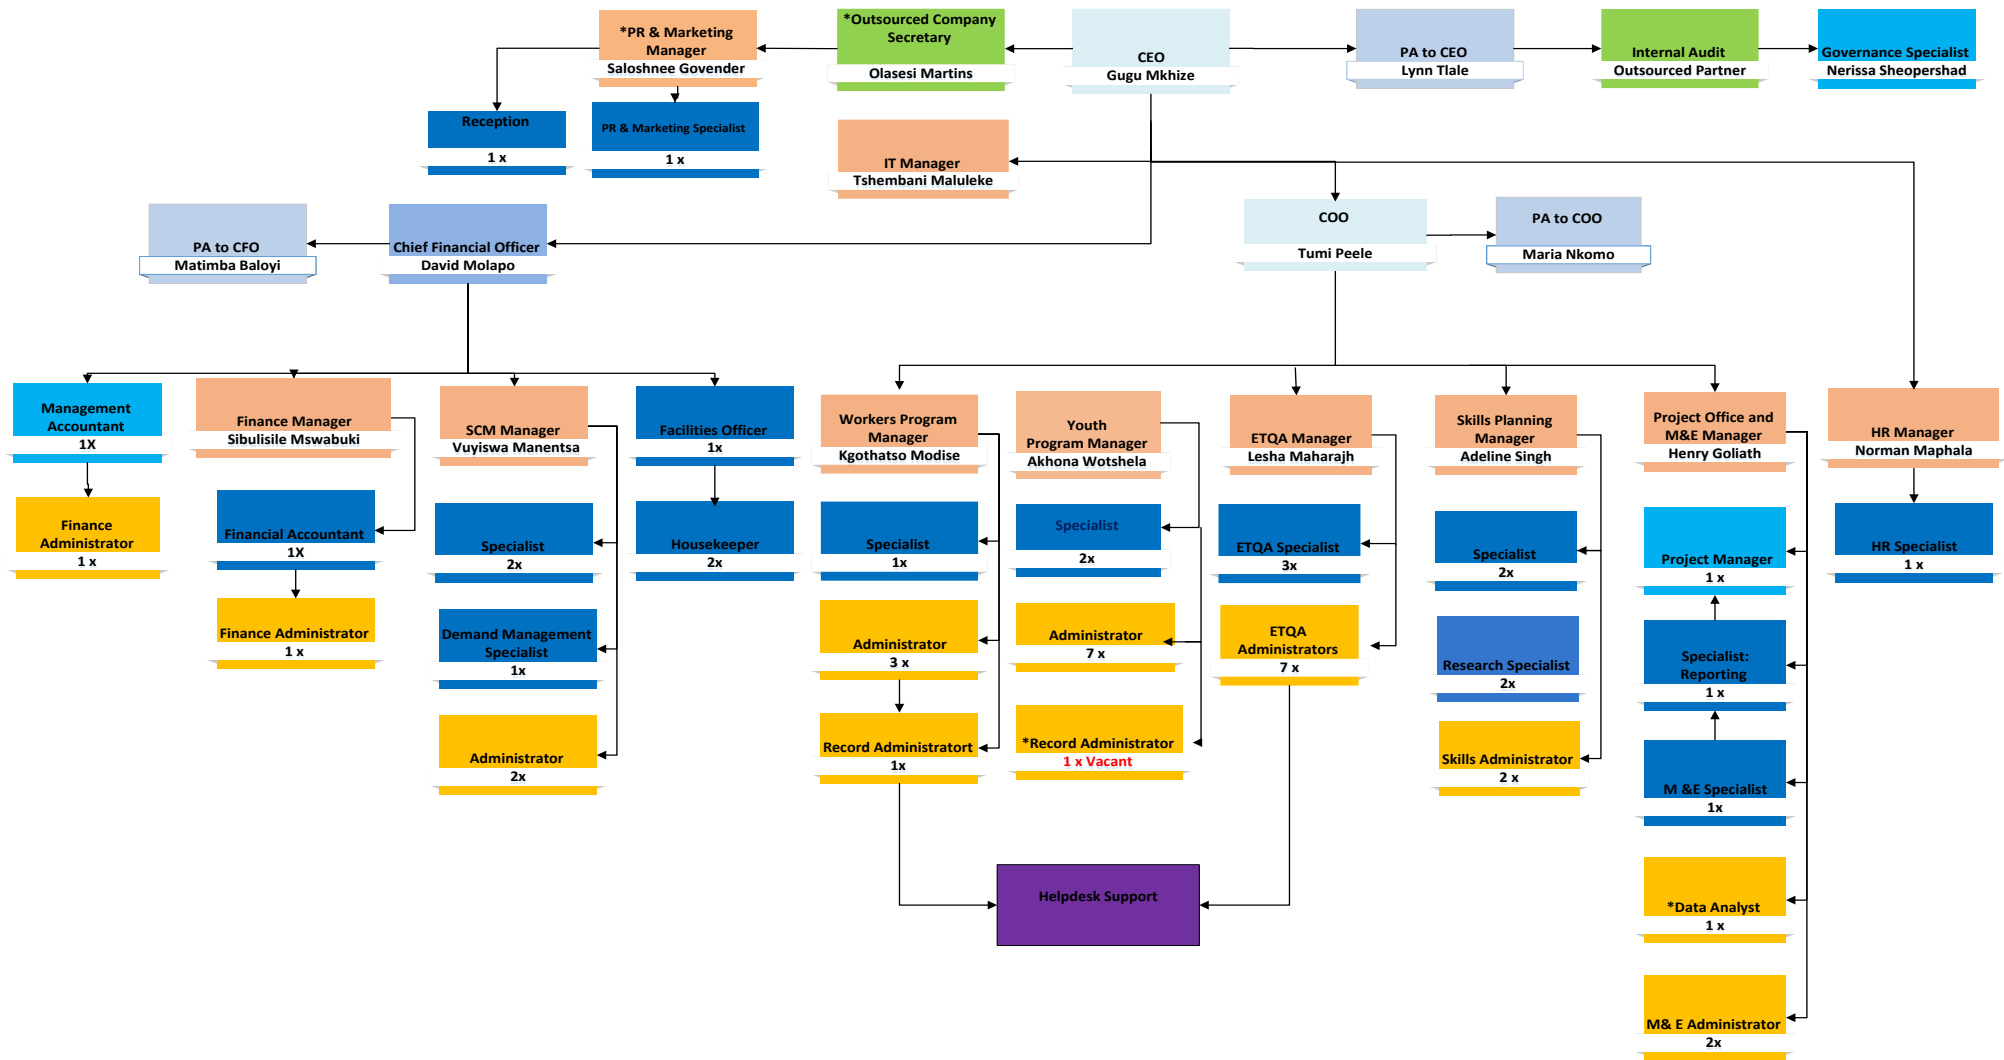 *PR & Marketing
Manager
Saloshnee Govender
*Outsourced Company
Secretary
Olasesi Martins
CEO
Gugu Mkhize
PA to CEO
Lynn Tlale
Internal Audit
Outsourced Partner
Governance Specialist
Nerissa Sheopershad
Reception
1 x
PR & Marketing Specialist
1 x
IT Manager
Tshembani Maluleke
PA to CFO
Matimba Baloyi
Chief Financial Officer
David Molapo
COO
Tumi Peele
PA to COO
Maria Nkomo
Management
Accountant
1X
Finance Manager
Sibulisile Mswabuki
SCM Manager
Vuyiswa Manentsa
Facilities Officer
1x
Workers Program
Manager
Kgothatso Modise
Youth
Program Manager
Akhona Wotshela
ETQA Manager
Lesha Maharajh
Skills Planning
Manager
Adeline Singh
Project Office and
M&E Manager
Henry Goliath
HR Manager
Norman Maphala
Finance
Administrator
1 x
Financial Accountant
1X
Specialist
2x
Housekeeper
2x
Specialist
1x
Specialist
2x
ETQA Specialist
3x
Specialist
2x
Project Manager
1 x
HR Specialist
1 x
Finance Administrator
1 x
Demand Management
Specialist
1x
Administrator
3 x
Administrator
7 x
ETQA
Administrators
7 x
Research Specialist
2x
Specialist:
Reporting
1 x
Administrator
2x
Record Administratort
1x
*Record Administrator
1 x Vacant
Skills Administrator
2 x
M &E Specialist
1x
Helpdesk Support
*Data Analyst
1 x
M& E Administrator
2x